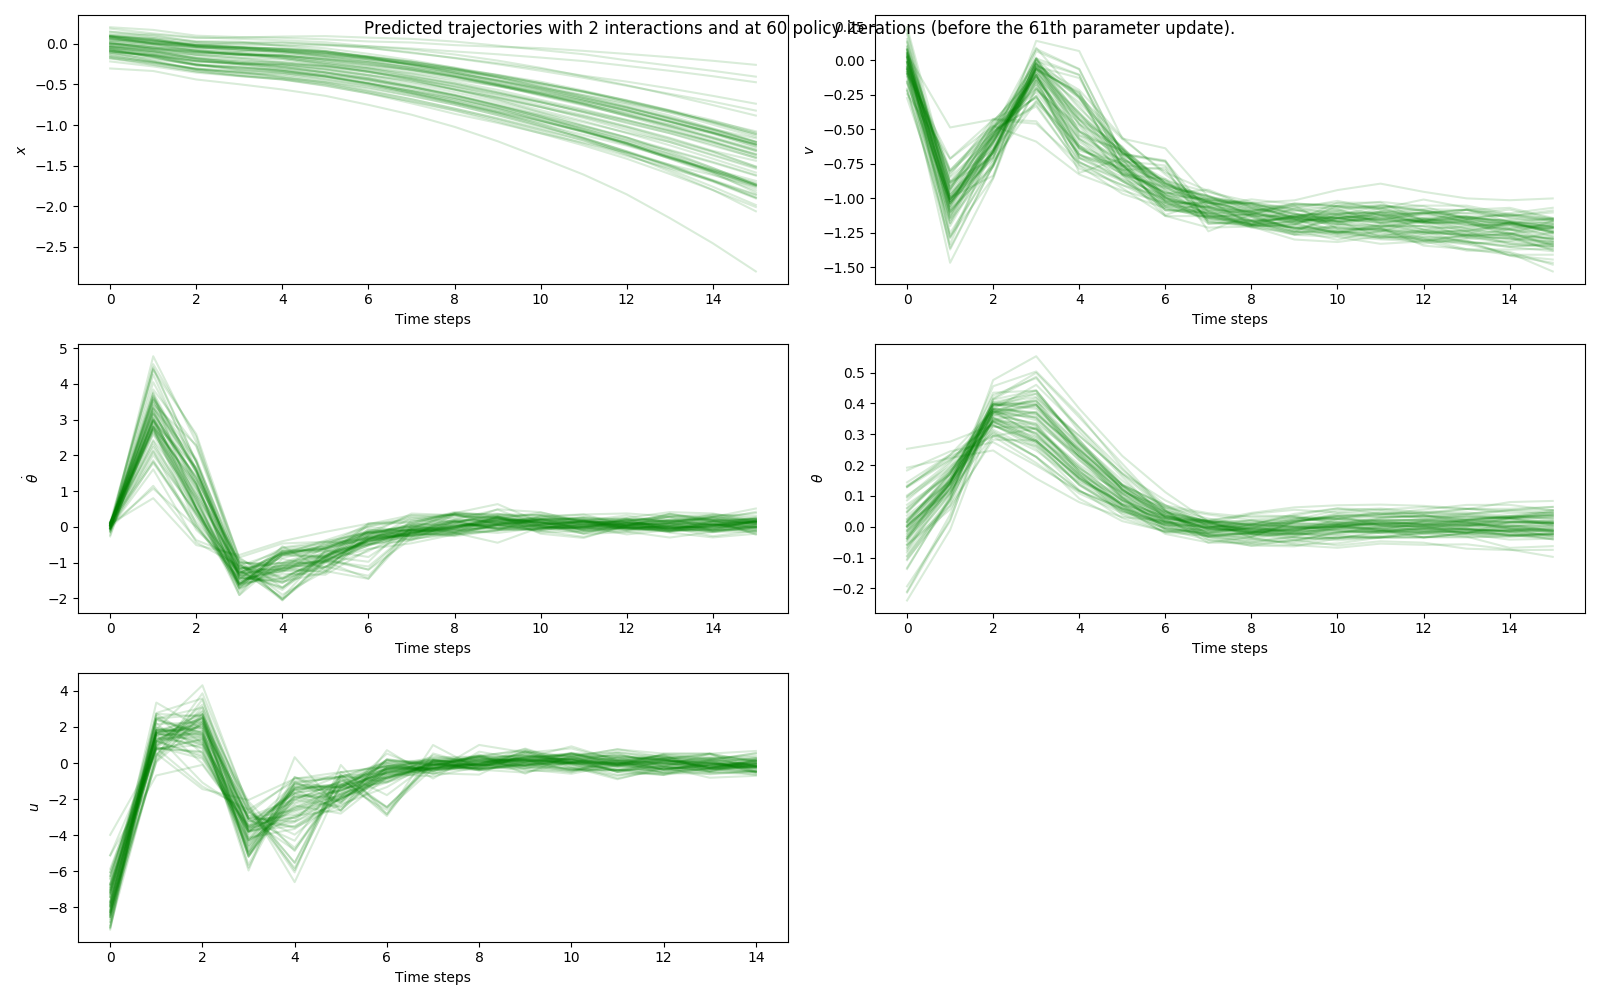 Predicted trajectories with 2 interactions and at 60 policy iterations (before the 61th parameter update).
0.0
−0.5
−1.0
−1.5
−2.0
−2.5
x
0 2 4 6 8 10 12 14
Time steps
0.25
0.00
−0.25
−0.50
−0.75
−1.00
−1.25
−1.50
v
0 2 4 6 8 10 12 14
Time steps
5
4
3
2
1
0
−1
−2
θ̇
0 2 4 6 8 10 12 14
Time steps
0.5
0.4
0.3
0.2
0.1
0.0
−0.1
−0.2
θ
0 2 4 6 8 10 12 14
Time steps
4
2
0
−2
−4
−6
−8
u
0 2 4 6 8 10 12 14
Time steps